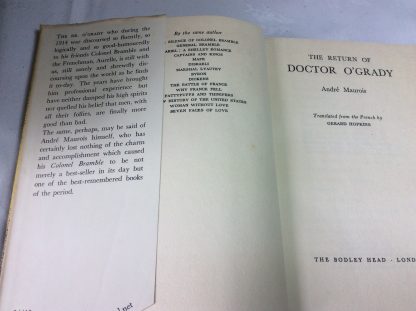 THE DR. O'GRADY who during the
1914 war discoursed so fluently, so
logically and so good-humouredly
to his friends Colonel Bramble and
the Frenchman, Aurelle, is still with
us, still sanely and shrewdly dis-
coursing upon the world as he finds
it to-day. The years have brought
him professional experience but
have neither damped his high spirits
nor quelled his belief that men, with
all their follies, are finally more
good than bad.
The same, perhaps, may be said of
André Maurois himself, who has
certainly lost nothing of the charm
and accomplishment which caused
his Colonel Bramble to be not
merely a best-seller in its day but
one of the best-remembered books
of the period.
By the same author
SILENCE OF COLONEL BRAMBLE
GENERAL BRAMBLE
ARIEL: A SHELLEY ROMANCE
CAPTAINS AND KINGS
MAPE
DISRAELI
MARSHAL LYAUTEY
BYRON
DICKENS
THE BATTLE OF FRANCE
WHY FRANCE FELL
FATTYPUFFS AND THINIFERS
HISTORY OF THE UNITED STATES
WOMAN WITHOUT LOVE
SEVEN FACES OF LOVE
THE RETURN OF
DOCTOR O'GRADY
André Maurois
Translated from the French by
GERARD HOPKINS
THE BODLEY HEAD · LOND
net